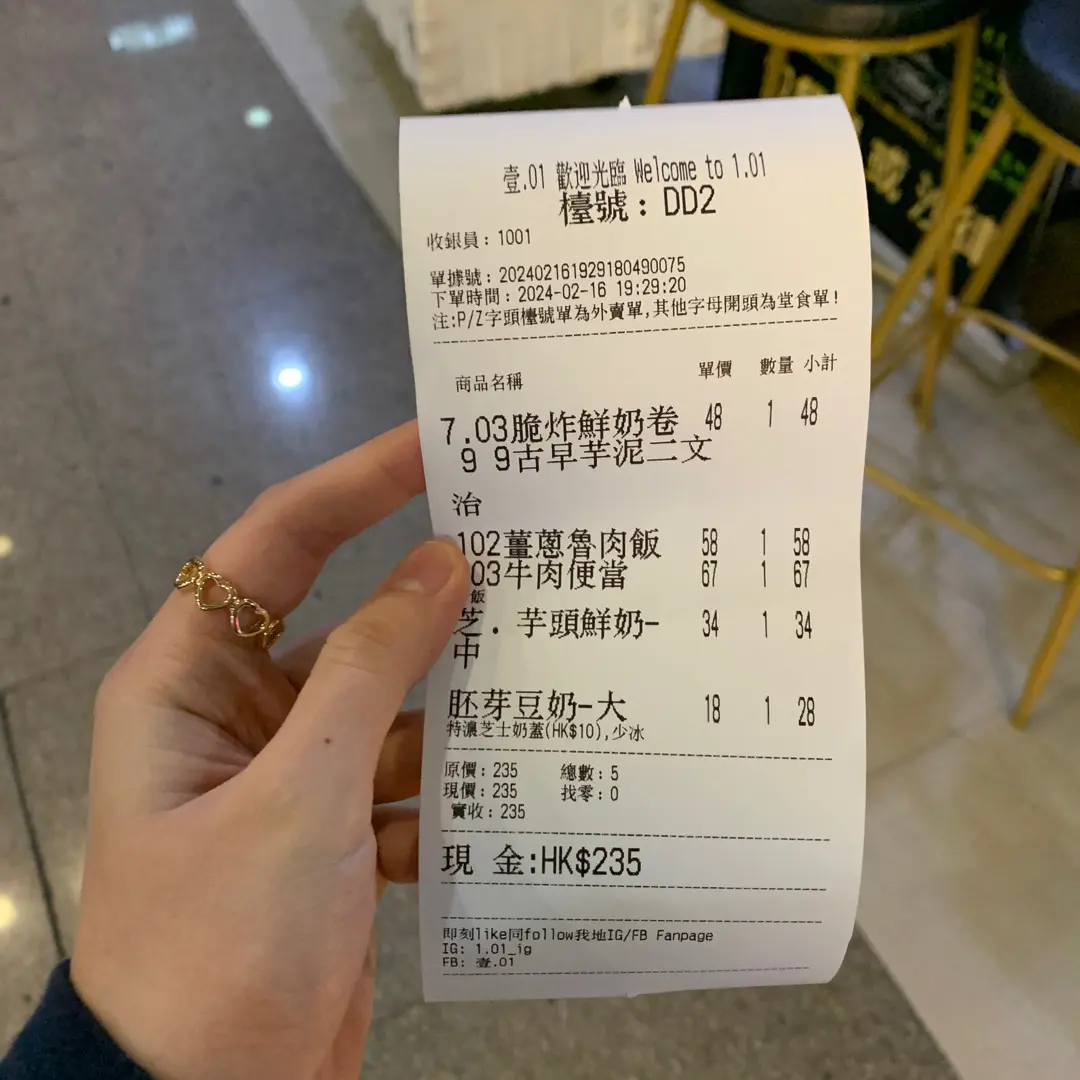 壹.01 歡迎光臨 Welcome to 1.01
檯號：DD2
收銀員：1001
單據號：202402161929180490075
下單時間：2024-02-16 19:29:20
注:P/Z字頭檯號單為外賣單,其他字母開頭為堂食單!
商品名稱 單價 數量 小計
7.03脆炸鮮奶卷 48 1 48
9 9古早芋泥二文
治
102薑蔥魯肉飯 58 1 58
03牛肉便當 67 1 67
飯
芝．芋頭鮮奶-
中 34 1 34
胚芽豆奶-大 18 1 28
特濃芝士奶蓋(HK$10),少冰
原價：235 總數：5
現價：235 找零：0
實收：235
現 金:HK$235
即刻like同follow我地IG/FB Fanpage
IG: 1.01_ig
FB: 壹.01
號